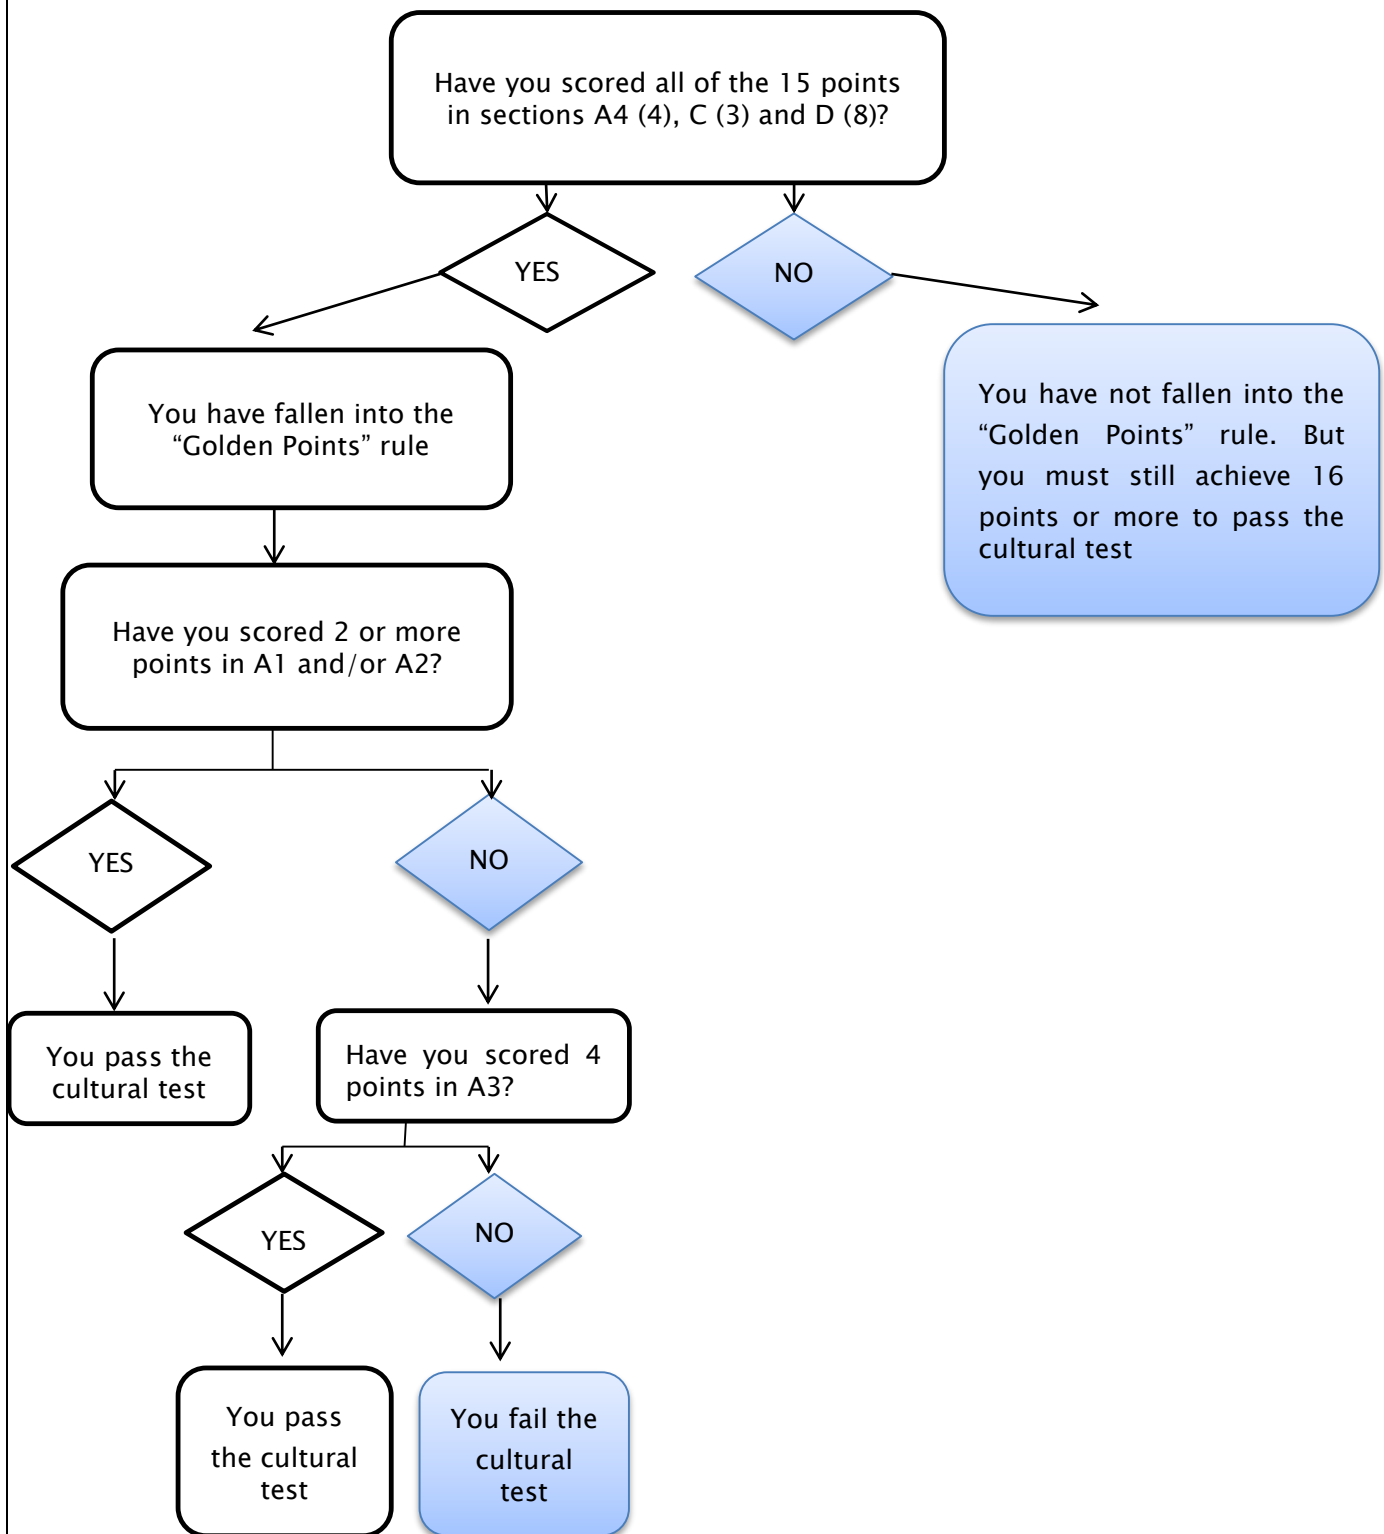 Have you scored all of the 15 points
in sections A4 (4), C (3) and D (8)?
YES
NO
You have fallen into the
“Golden Points” rule
You have not fallen into the
“Golden Points” rule. But
you must still achieve 16
points or more to pass the
cultural test
Have you scored 2 or more
points in A1 and/or A2?
YES
NO
You pass the
cultural test
Have you scored 4
points in A3?
YES
NO
You pass
the cultural
test
You fail the
cultural
test